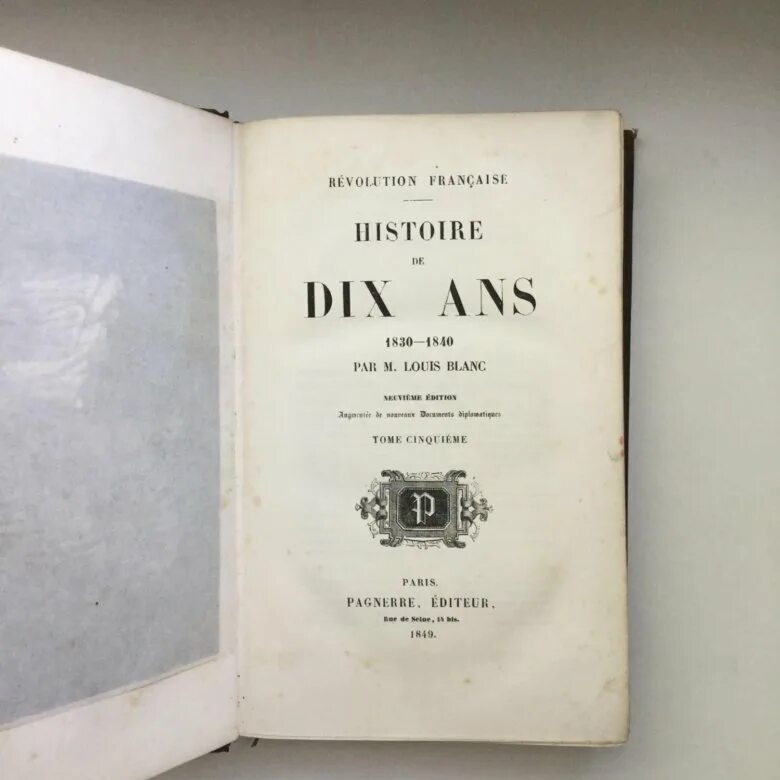 RÉVOLUTION FRANÇAISE
HISTOIRE
DE
DIX ANS
1830—1840
PAR M. LOUIS BLANC
NEUVIÈME ÉDITION
Augmentée de nouveaux Documents diplomatiques
TOME CINQUIÈME
P
PARIS.
PAGNERRE, ÉDITEUR,
Rue de Seine, 14 bis.
1849.